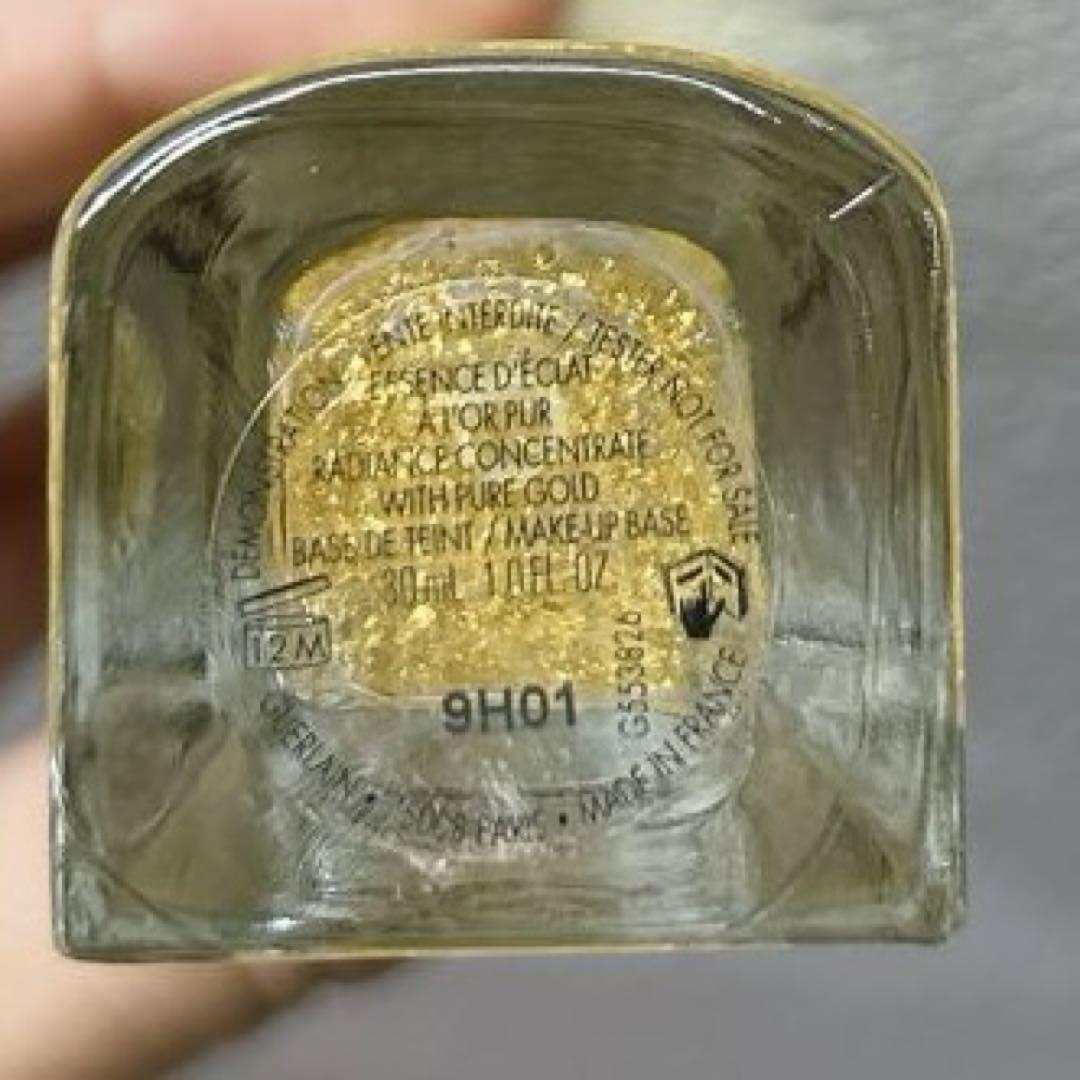 DÉMONSTRATION VENTE INTERDITE / TESTER NOT FOR SALE
ESSENCE D'ÉCLAT
À L'OR PUR
RADIANCE CONCENTRATE
WITH PURE GOLD
BASE DE TEINT / MAKE-UP BASE
30 mL 1.0 FL. OZ.
12 M
G553826
9H01
GUERLAIN • 75068 PARIS • MADE IN FRANCE